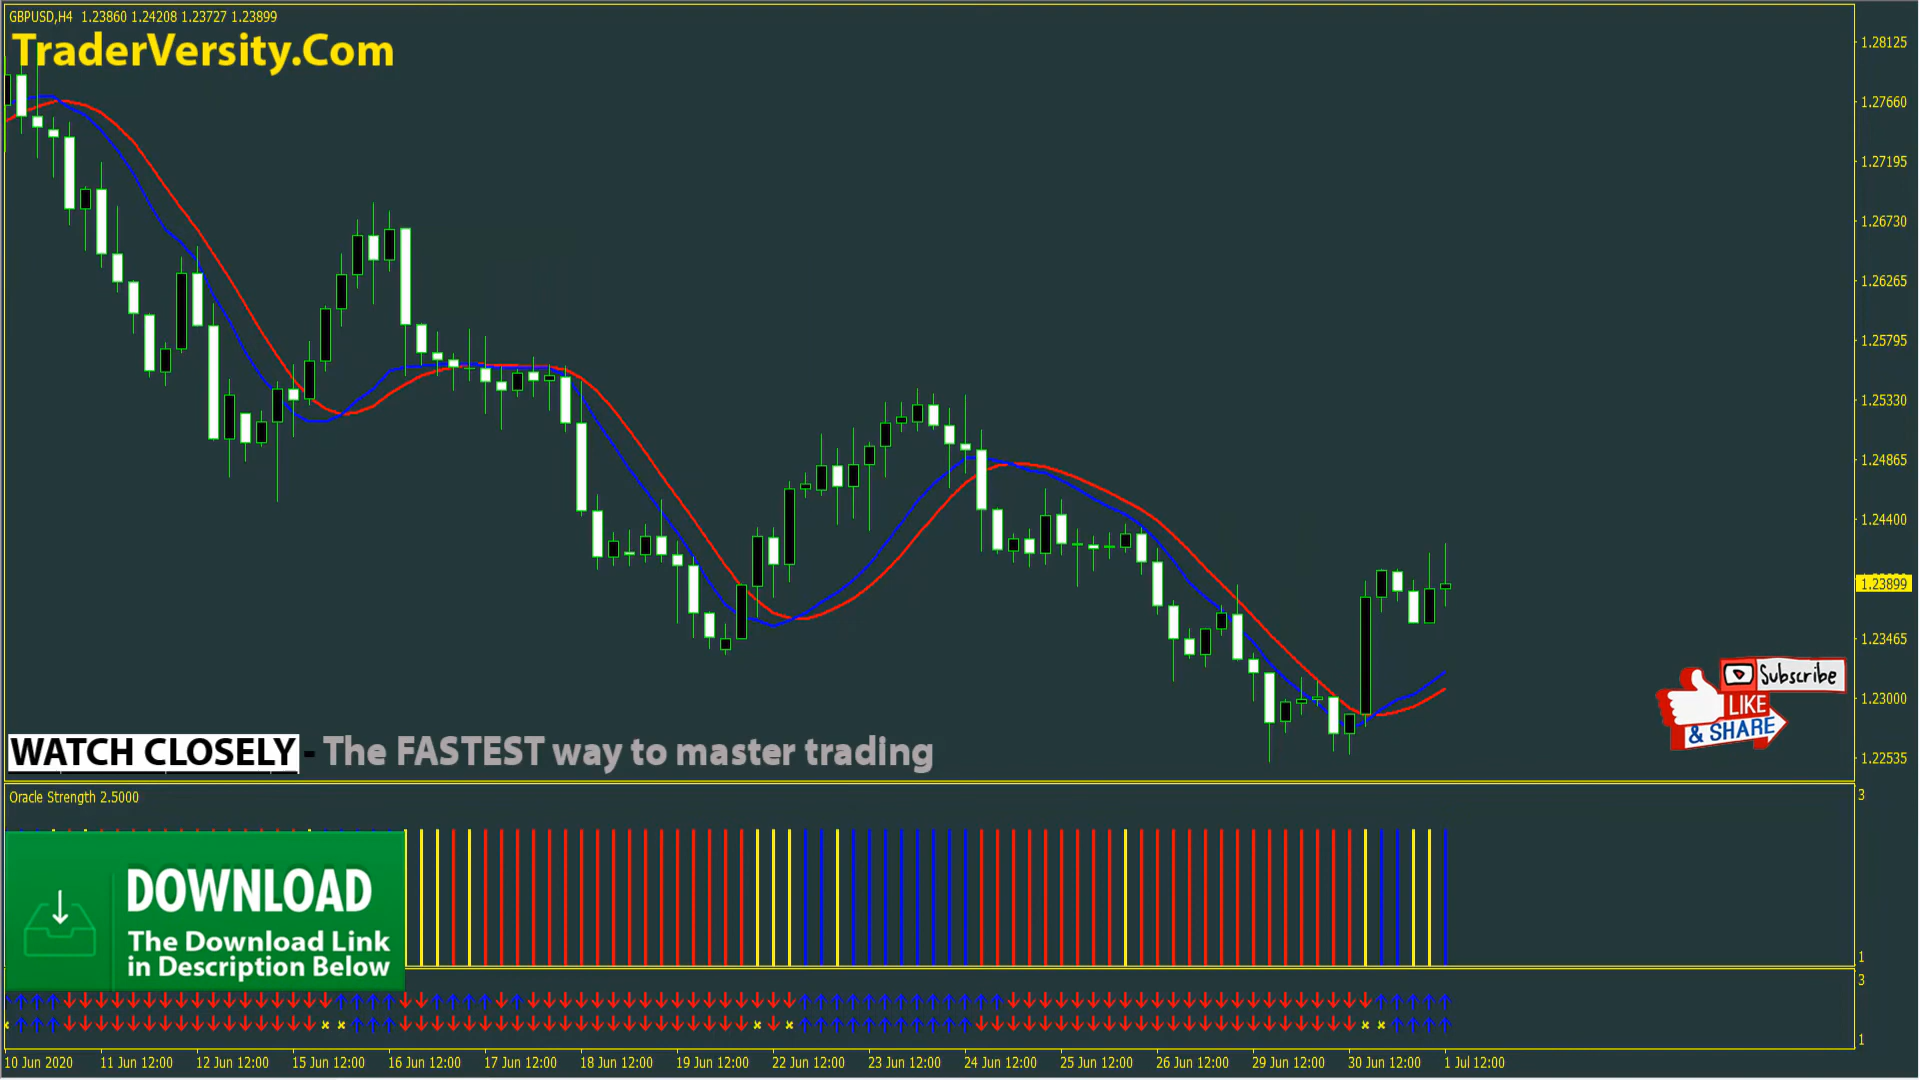 GBPUSD,H4 1.23860 1.24208 1.23727 1.23899
TraderVersity.Com
1.28125
1.27660
1.27195
1.26730
1.26265
1.25795
1.25330
1.24865
1.24400
1.23899
1.23465
1.23000
1.22535
Subscribe
LIKE
& SHARE
WATCH CLOSELY - The FASTEST way to master trading
Oracle Strength 2.5000
3
DOWNLOAD
The Download Link
in Description Below
1
3
1
10 Jun 2020 11 Jun 12:00 12 Jun 12:00 15 Jun 12:00 16 Jun 12:00 17 Jun 12:00 18 Jun 12:00 19 Jun 12:00 22 Jun 12:00 23 Jun 12:00 24 Jun 12:00 25 Jun 12:00 26 Jun 12:00 29 Jun 12:00 30 Jun 12:00 1 Jul 12:00